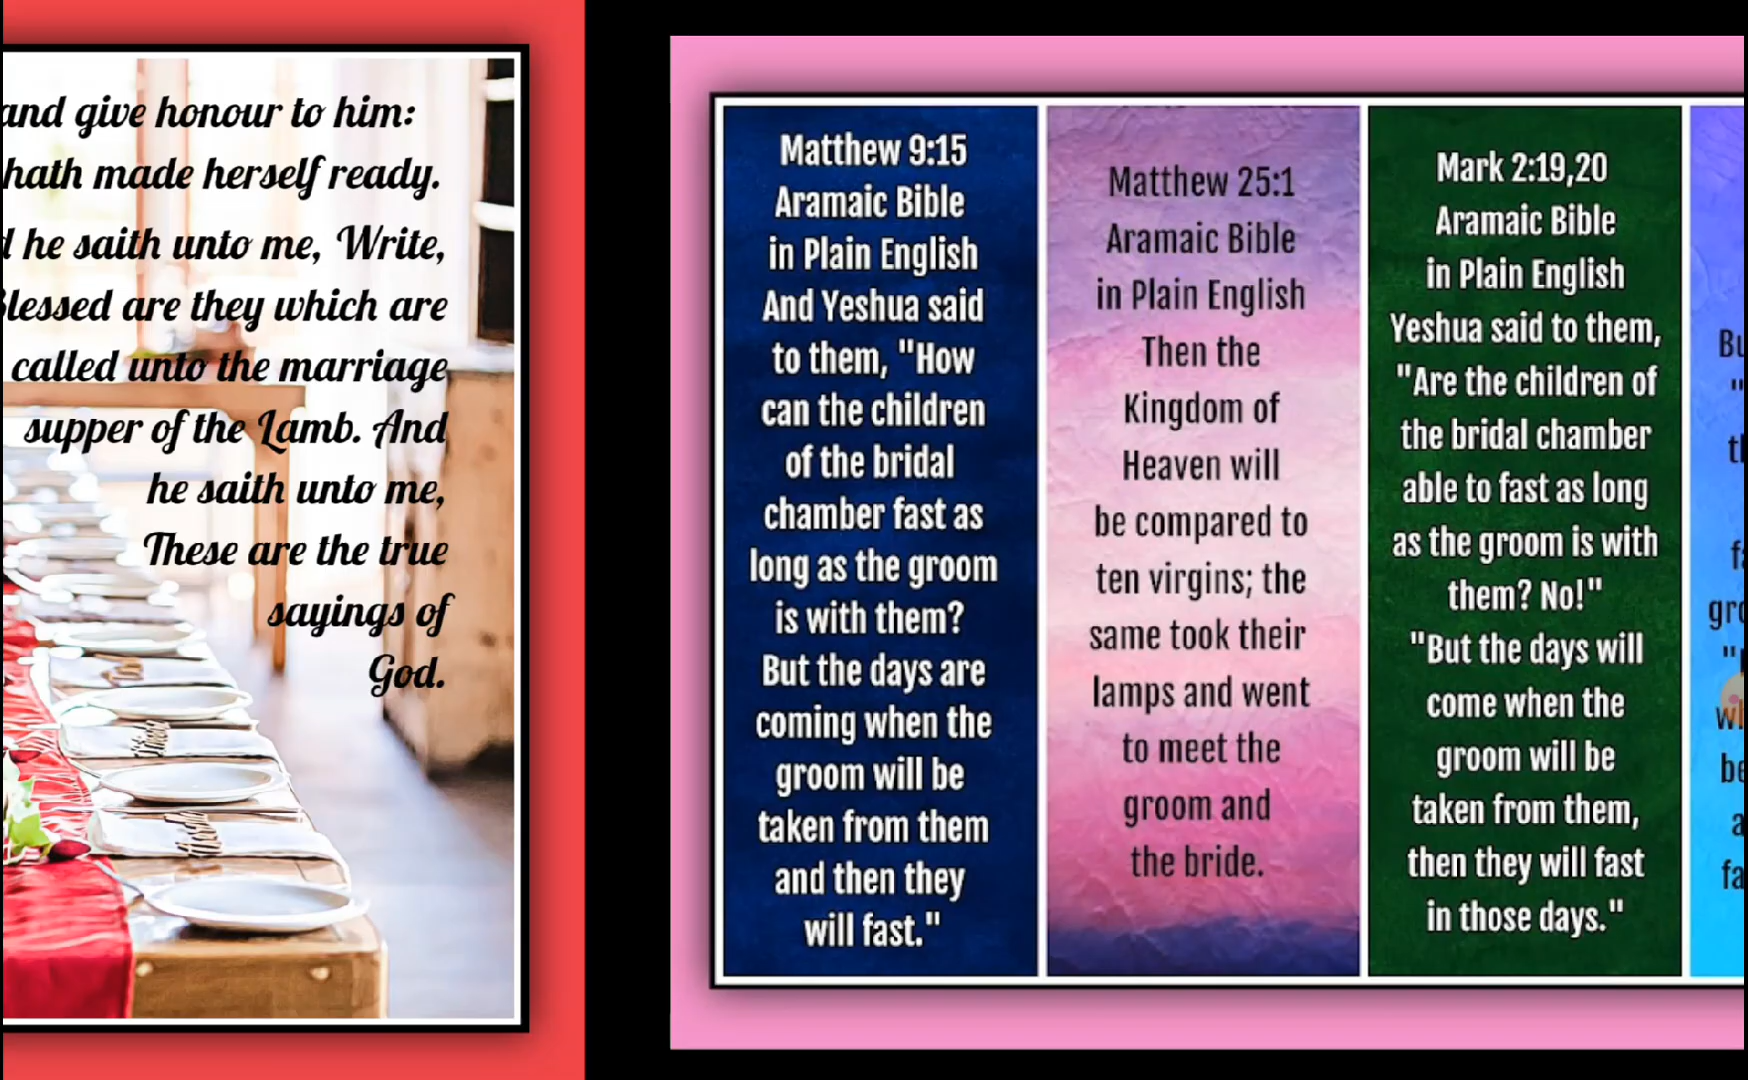 and give honour to him:
hath made herself ready.
he saith unto me, Write,
Blessed are they which are
called unto the marriage
supper of the Lamb. And
he saith unto me,
These are the true
sayings of
God.
Matthew 9:15
Aramaic Bible
in Plain English
And Yeshua said
to them, "How
can the children
of the bridal
chamber fast as
long as the groom
is with them?
But the days are
coming when the
groom will be
taken from them
and then they
will fast."
Matthew 25:1
Aramaic Bible
in Plain English
Then the
Kingdom of
Heaven will
be compared to
ten virgins; the
same took their
lamps and went
to meet the
groom and
the bride.
Mark 2:19,20
Aramaic Bible
in Plain English
Yeshua said to them,
"Are the children of
the bridal chamber
able to fast as long
as the groom is with
them? No!"
"But the days will
come when the
groom will be
taken from them,
then they will fast
in those days."